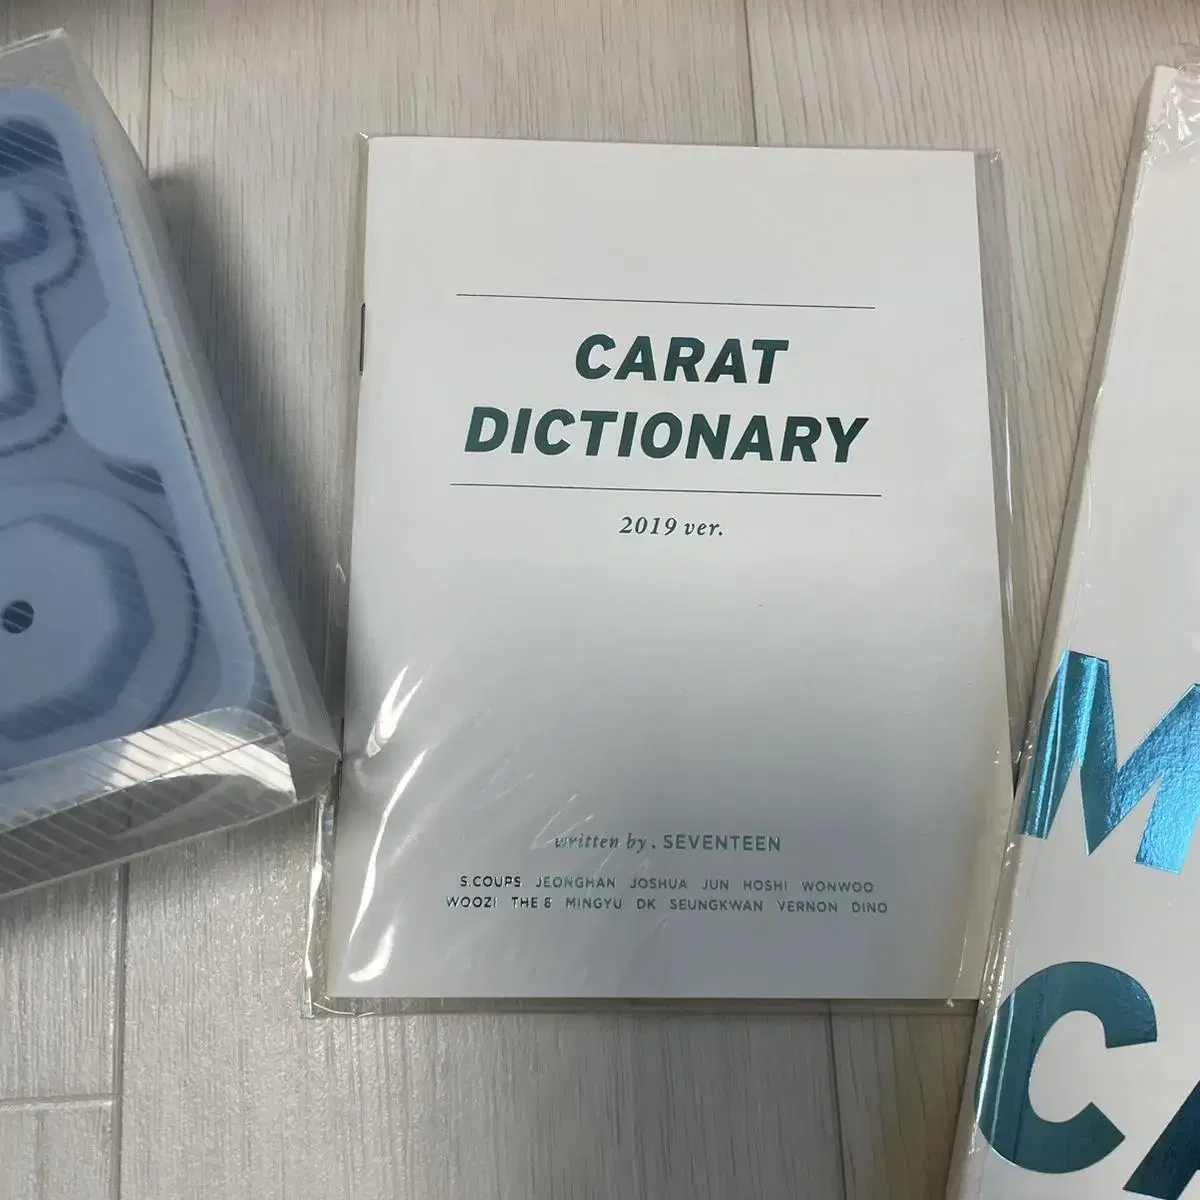 CARAT
DICTIONARY
2019 ver.
written by. SEVENTEEN
S.COUPS JEONGHAN JOSHUA JUN HOSHI WONWOO
WOOZI THE 8 MINGYU DK SEUNGKWAN VERNON DINO
M
CA